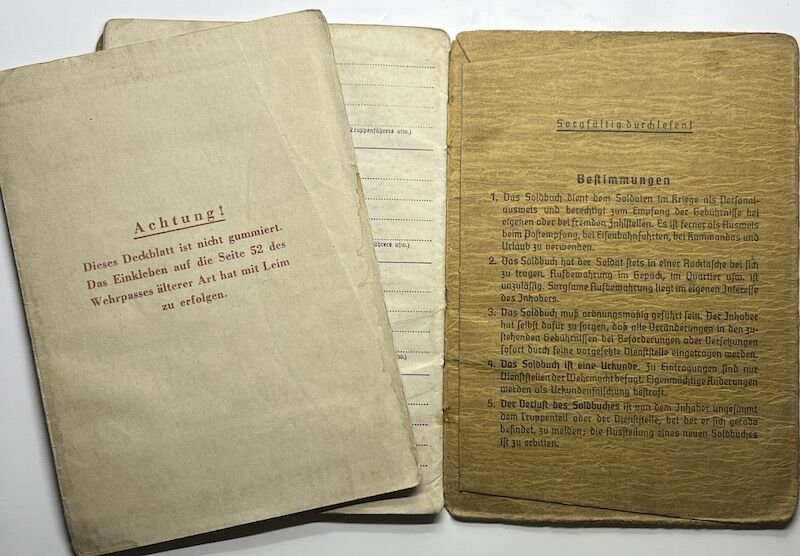 Achtung!
Dieses Deckblatt ist nicht gummiert.
Das Einkleben auf die Seite 52 des
Wehrpasses älterer Art hat mit Leim
zu erfolgen.
Truppenführers usw.)
führers usw.)
Sorgfältig durchlesen!
Bestimmungen
1. Das Soldbuch dient dem Soldaten im Kriege als Personal-
ausweis und berechtigt zum Empfang der Gebührnisse bei
eigenen oder bei fremden Zahlstellen. Es ist ferner als Ausweis
beim Postempfang, bei Eisenbahnfahrten, bei Kommandos und
Urlaub zu verwenden.
2. Das Soldbuch hat der Soldat stets in einer Rocktasche bei sich
zu tragen. Aufbewahrung im Gepäck, im Quartier usw. ist
unzulässig. Sorgsame Aufbewahrung liegt im eigenen Interesse
des Inhabers.
3. Das Soldbuch muß ordnungsmäßig geführt sein. Der Inhaber
hat selbst dafür zu sorgen, daß alle Veränderungen in den zu-
stehenden Gebührnissen bei Beförderungen oder Versetzungen
sofort durch seine vorgesetzte Dienststelle eingetragen werden.
4. Das Soldbuch ist eine Urkunde. Zu Eintragungen sind nur
Dienststellen der Wehrmacht befugt. Eigenmächtige Änderungen
werden als Urkundenfälschung bestraft.
5. Der Verlust des Soldbuches ist von dem Inhaber ungesäumt
dem Truppenteil oder der Dienststelle, bei der er sich gerade
befindet, zu melden; die Ausstellung eines neuen Soldbuches
ist zu erbitten.